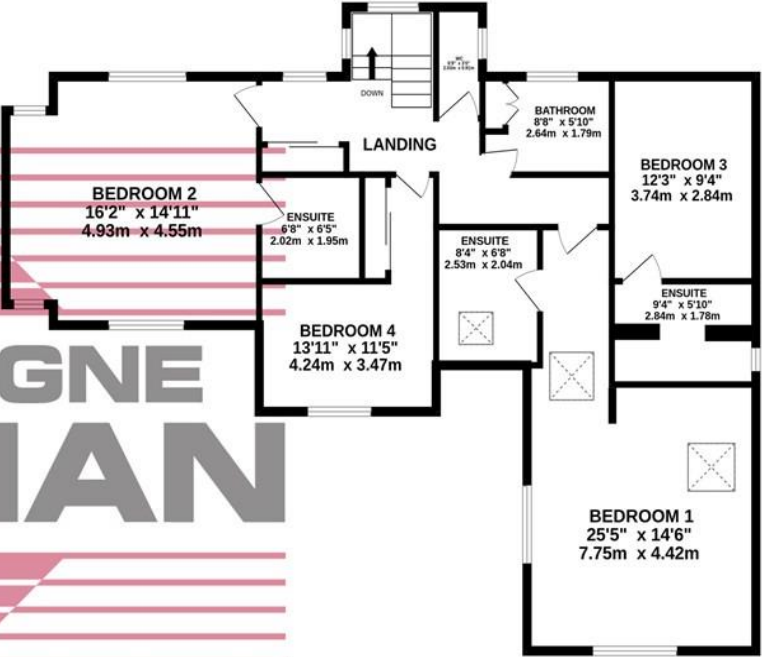 WC
DOWN
LANDING
BATHROOM
8'8" x 5'10"
2.64m x 1.79m
BEDROOM 3
12'3" x 9'4"
3.74m x 2.84m
BEDROOM 2
16'2" x 14'11"
4.93m x 4.55m
ENSUITE
6'8" x 6'5"
2.02m x 1.95m
ENSUITE
8'4" x 6'8"
2.53m x 2.04m
ENSUITE
9'4" x 5'10"
2.84m x 1.78m
BEDROOM 4
13'11" x 11'5"
4.24m x 3.47m
GNE
IAN
BEDROOM 1
25'5" x 14'6"
7.75m x 4.42m